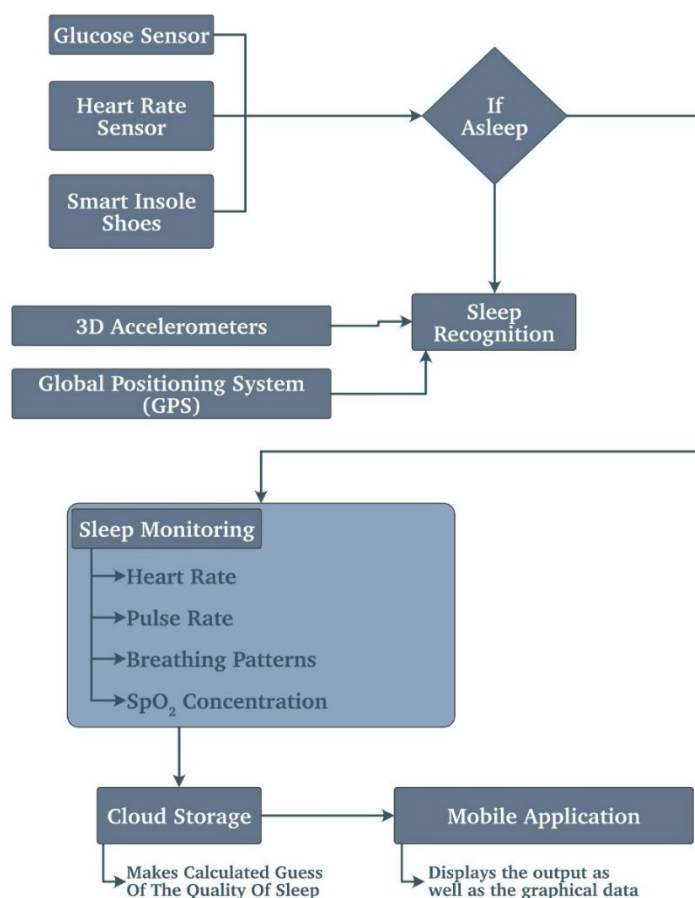 Glucose Sensor
Heart Rate
Sensor
Smart Insole
Shoes
If
Asleep
3D Accelerometers
Global Positioning System
(GPS)
Sleep
Recognition
Sleep Monitoring
Heart Rate
Pulse Rate
Breathing Patterns
SpO₂ Concentration
Cloud Storage
Makes Calculated Guess
Of The Quality Of Sleep
Mobile Application
Displays the output as
well as the graphical data